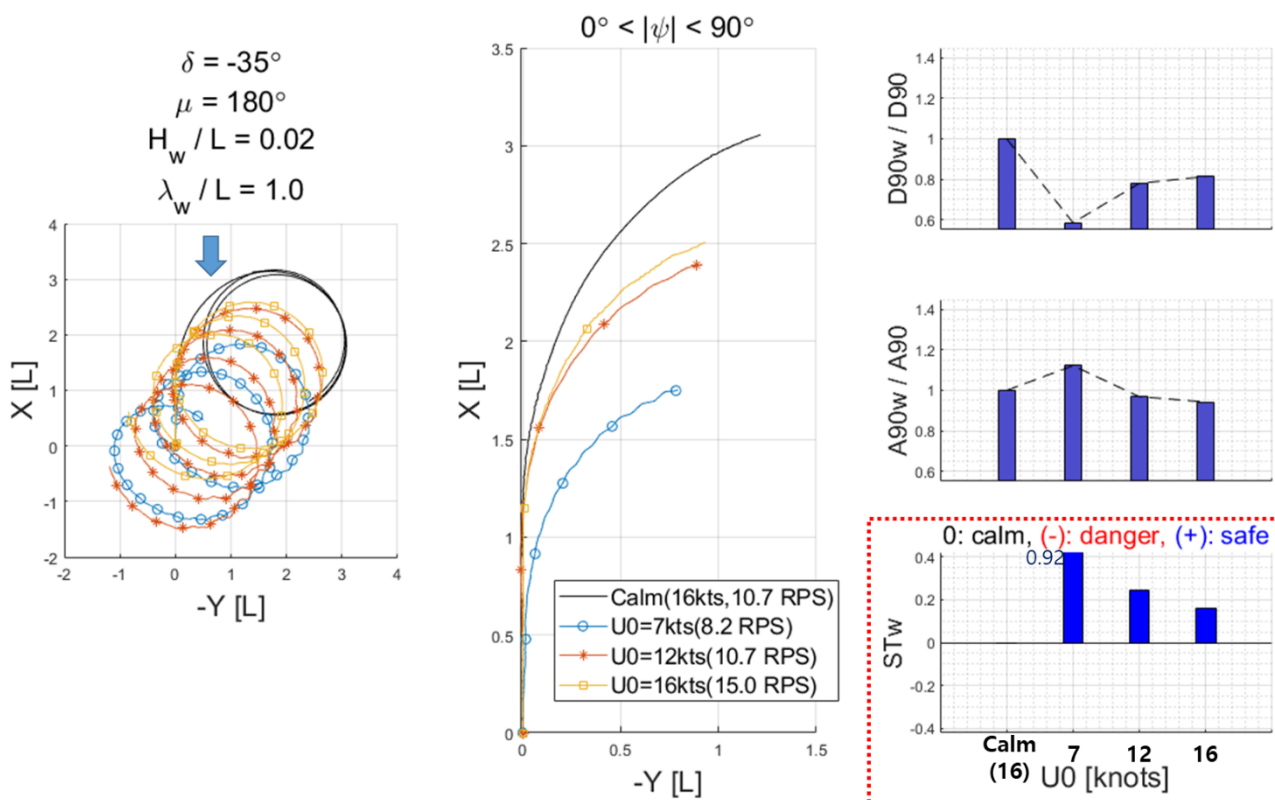 δ = -35°
μ = 180°
Hw / L = 0.02
λw / L = 1.0
4
3
2
1
0
-1
-2
X [L]
-2 -1 0 1 2 3 4
-Y [L]
0° < |ψ| < 90°
3.5
3
2.5
2
1.5
1
0.5
0
X [L]
Calm(16kts,10.7 RPS)
U0=7kts(8.2 RPS)
U0=12kts(10.7 RPS)
U0=16kts(15.0 RPS)
0 0.5 1 1.5
-Y [L]
1.4
1.2
1
0.8
0.6
D90w / D90
1.4
1.2
1
0.8
0.6
A90w / A90
0: calm, (-): danger, (+): safe
0.92
0.4
0.2
0
-0.2
-0.4
STw
Calm (16) 7 12 16
U0 [knots]